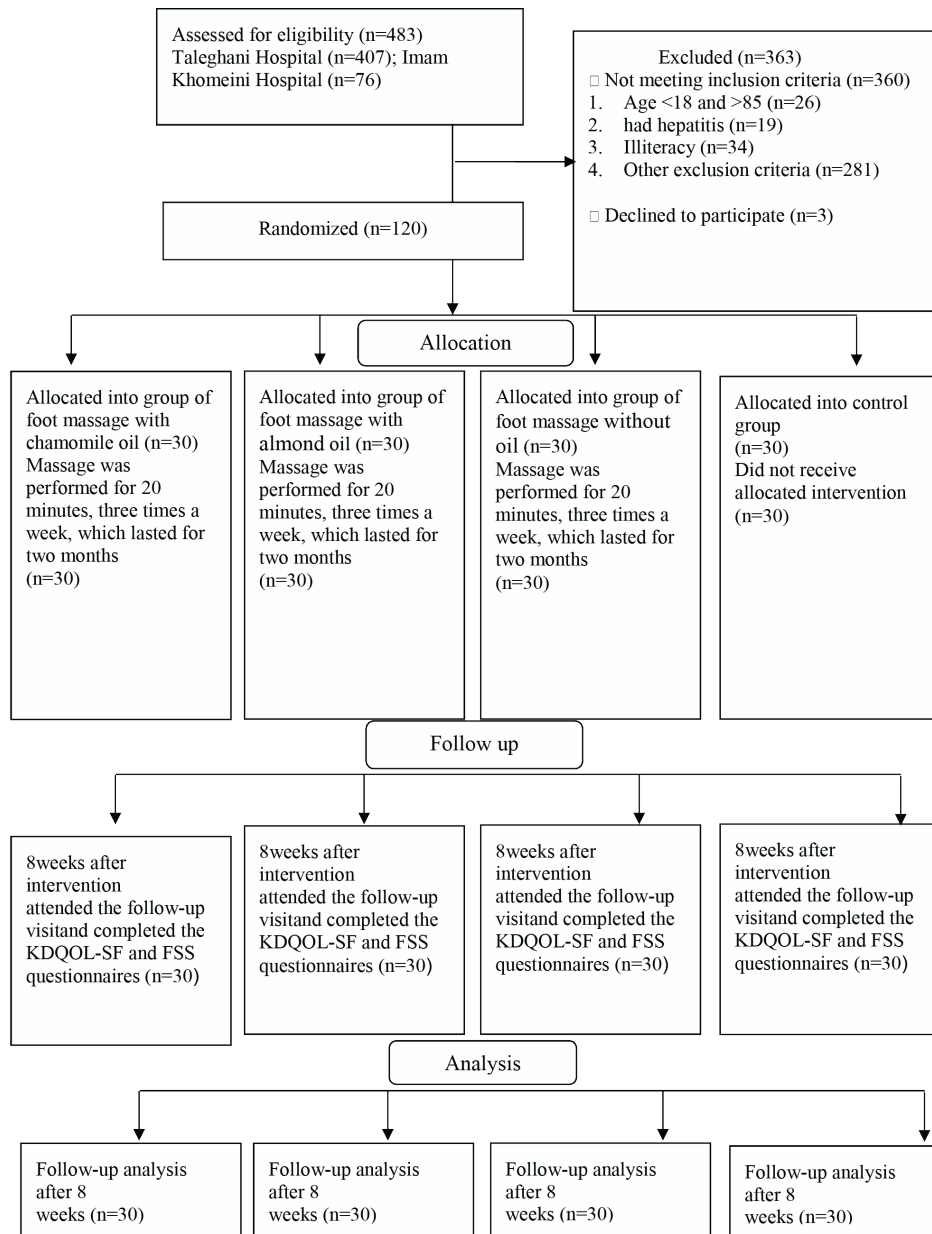 Assessed for eligibility (n=483)
Taleghani Hospital (n=407); Imam
Khomeini Hospital (n=76)
Excluded (n=363)
□ Not meeting inclusion criteria (n=360)
1. Age <18 and >85 (n=26)
2. had hepatitis (n=19)
3. Illiteracy (n=34)
4. Other exclusion criteria (n=281)
□ Declined to participate (n=3)
Randomized (n=120)
Allocation
Allocated into group of
foot massage with
chamomile oil (n=30)
Massage was
performed for 20
minutes, three times a
week, which lasted for
two months
(n=30)
Allocated into group of
foot massage with
almond oil (n=30)
Massage was
performed for 20
minutes, three times a
week, which lasted for
two months
(n=30)
Allocated into group of
foot massage without
oil (n=30)
Massage was
performed for 20
minutes, three times a
week, which lasted for
two months
(n=30)
Allocated into control
group
(n=30)
Did not receive
allocated intervention
(n=30)
Follow up
8weeks after
intervention
attended the follow-up
visitand completed the
KDQOL-SF and FSS
questionnaires (n=30)
8weeks after
intervention
attended the follow-up
visitand completed the
KDQOL-SF and FSS
questionnaires (n=30)
8weeks after
intervention
attended the follow-up
visitand completed the
KDQOL-SF and FSS
questionnaires (n=30)
8weeks after
intervention
attended the follow-up
visitand completed the
KDQOL-SF and FSS
questionnaires (n=30)
Analysis
Follow-up analysis
after 8
weeks (n=30)
Follow-up analysis
after 8
weeks (n=30)
Follow-up analysis
after 8
weeks (n=30)
Follow-up analysis
after 8
weeks (n=30)